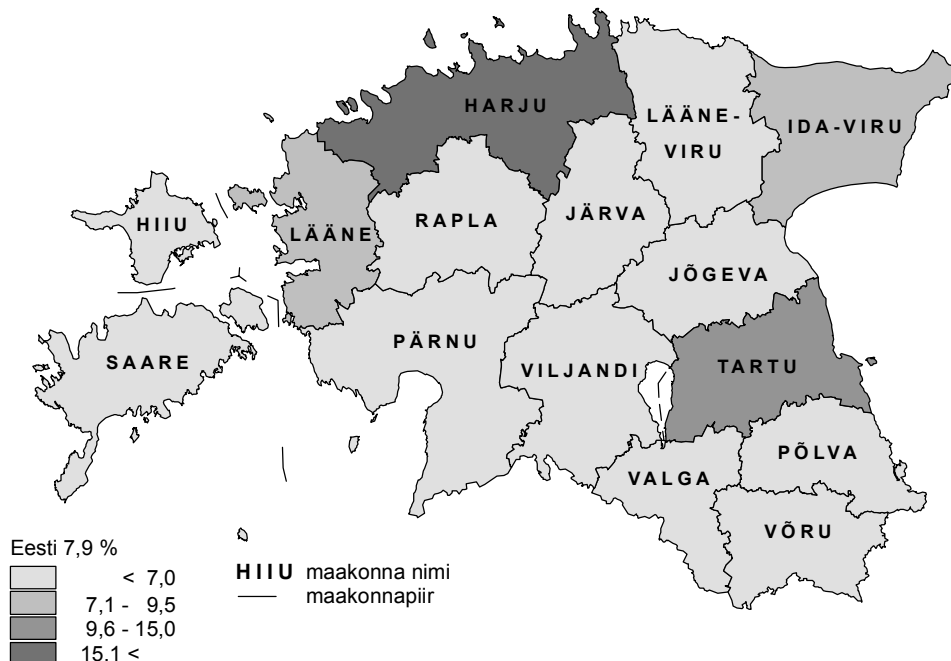 HARJU
LÄÄNE-
VIRU
IDA-VIRU
HIIU
LÄÄNE
RAPLA
JÄRVA
JÕGEVA
SAARE
PÄRNU
VILJANDI
TARTU
VALGA
PÕLVA
VÕRU
Eesti 7,9 %
< 7,0
7,1 - 9,5
9,6 - 15,0
15,1 <
HIIU maakonna nimi
maakonnapiir